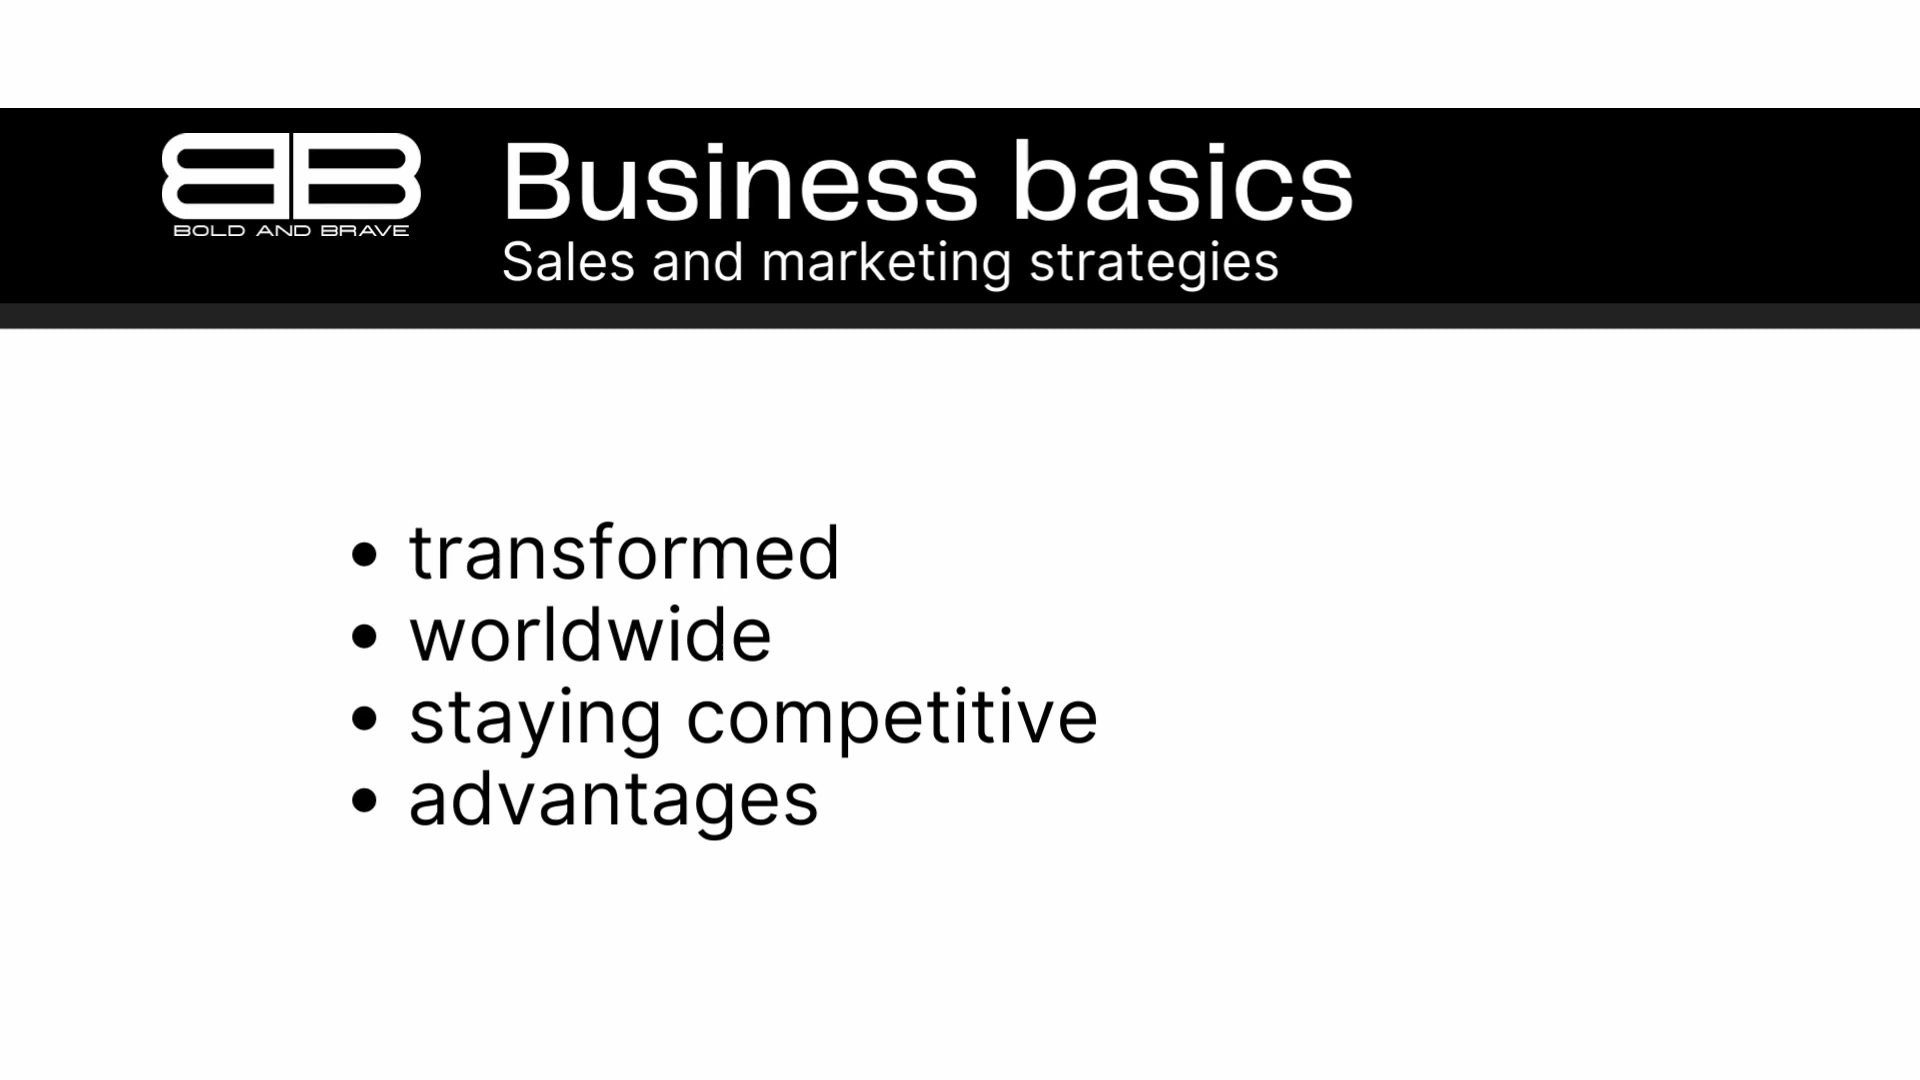 BOLD AND BRAVE
Business basics
Sales and marketing strategies
• transformed
• worldwide
• staying competitive
• advantages